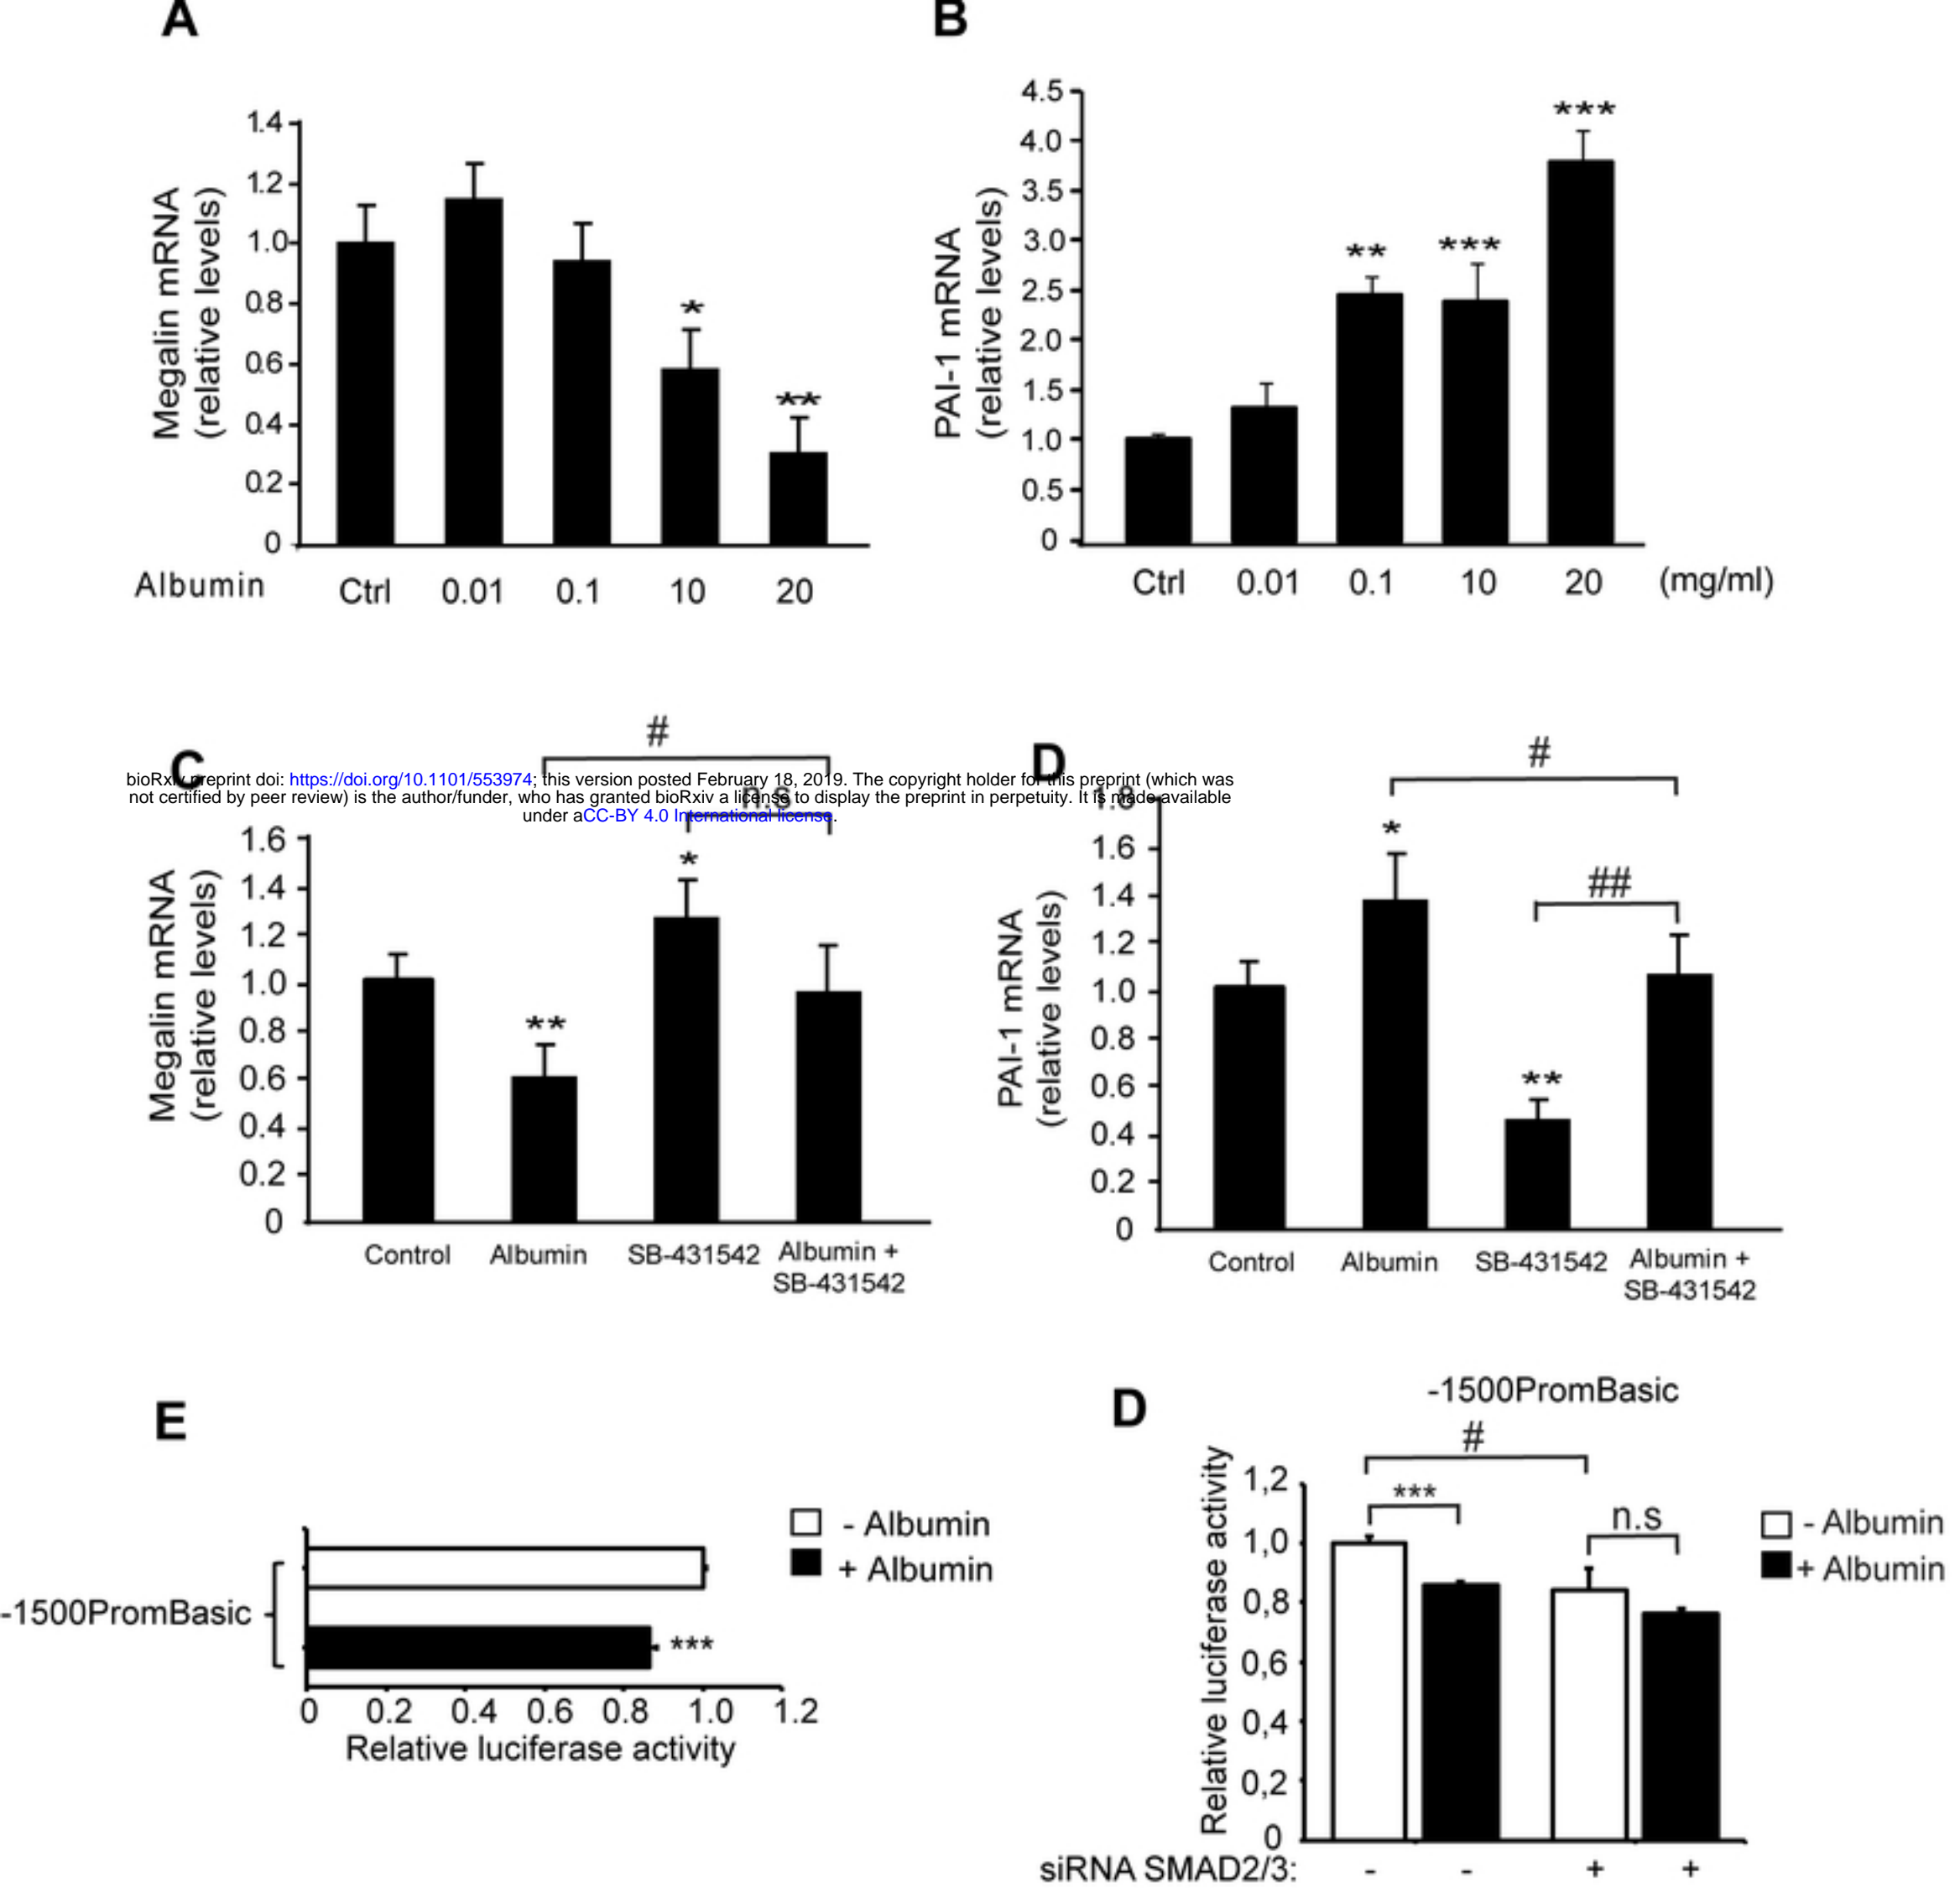 A
B
1.4
1.2
1.0
0.8
0.6
0.4
0.2
0
Megalin mRNA
(relative levels)
*
**
Albumin
Ctrl 0.01 0.1 10 20
4.5
4.0
3.5
3.0
2.5
2.0
1.5
1.0
0.5
0
PAI-1 mRNA
(relative levels)
** *** ***
Ctrl 0.01 0.1 10 20 (mg/ml)
C
D
bioRxiv preprint doi: https://doi.org/10.1101/553974; this version posted February 18, 2019. The copyright holder for this preprint (which was
not certified by peer review) is the author/funder, who has granted bioRxiv a license to display the preprint in perpetuity. It is made available
under aCC-BY 4.0 International license.
#
n.s
1.6
1.4
1.2
1.0
0.8
0.6
0.4
0.2
0
Megalin mRNA
(relative levels)
** *
Control Albumin SB-431542 Albumin +
SB-431542
#
##
1.8
1.6
1.4
1.2
1.0
0.8
0.6
0.4
0.2
0
PAI-1 mRNA
(relative levels)
* **
Control Albumin SB-431542 Albumin +
SB-431542
E
- Albumin
+ Albumin
-1500PromBasic
***
0 0.2 0.4 0.6 0.8 1.0 1.2
Relative luciferase activity
D
-1500PromBasic
#
***
n.s
- Albumin
+ Albumin
1,2
1,0
0,8
0,6
0,4
0,2
0
Relative luciferase activity
siRNA SMAD2/3: - - + +